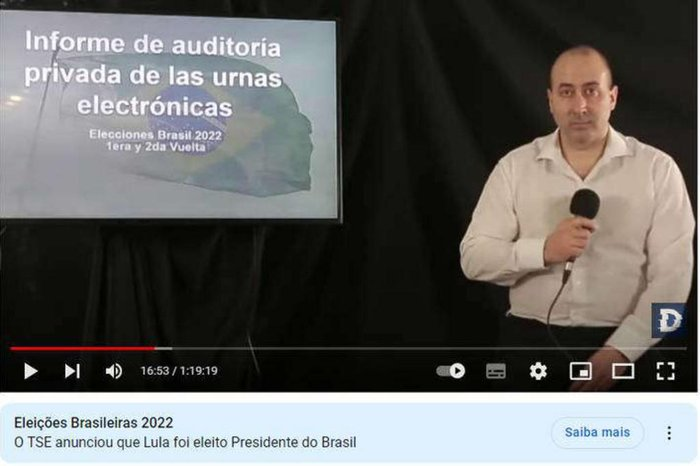 Informe de auditoría
privada de las urnas
electrónicas
Elecciones Brasil 2022
1era y 2da Vuelta
D
16:53 / 1:19:19
Eleições Brasileiras 2022
O TSE anunciou que Lula foi eleito Presidente do Brasil
Saiba mais